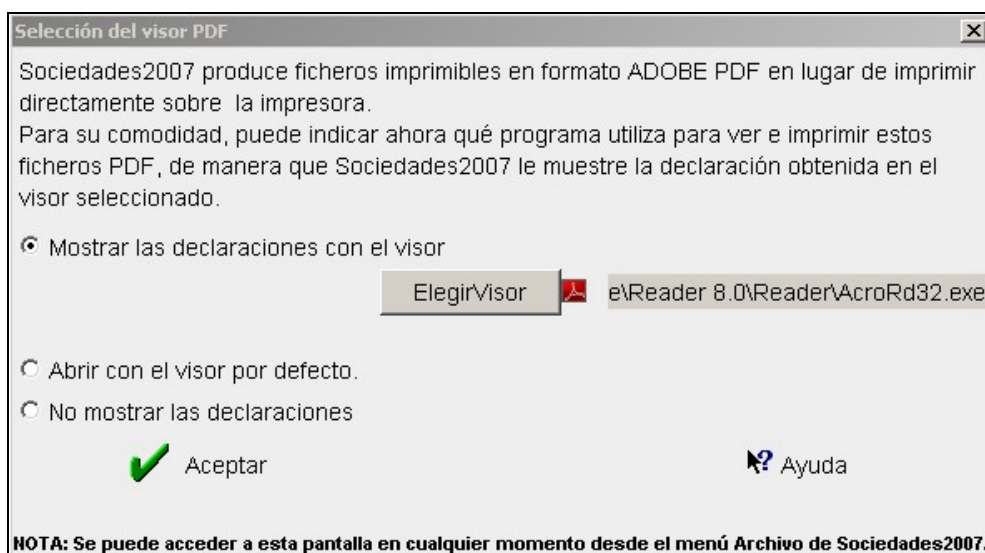 Selección del visor PDF
Sociedades2007 produce ficheros imprimibles en formato ADOBE PDF en lugar de imprimir
directamente sobre la impresora.
Para su comodidad, puede indicar ahora qué programa utiliza para ver e imprimir estos
ficheros PDF, de manera que Sociedades2007 le muestre la declaración obtenida en el
visor seleccionado.
Mostrar las declaraciones con el visor
ElegirVisor e\Reader 8.0\Reader\AcroRd32.exe
Abrir con el visor por defecto.
No mostrar las declaraciones
Aceptar Ayuda
NOTA: Se puede acceder a esta pantalla en cualquier momento desde el menú Archivo de Sociedades2007.